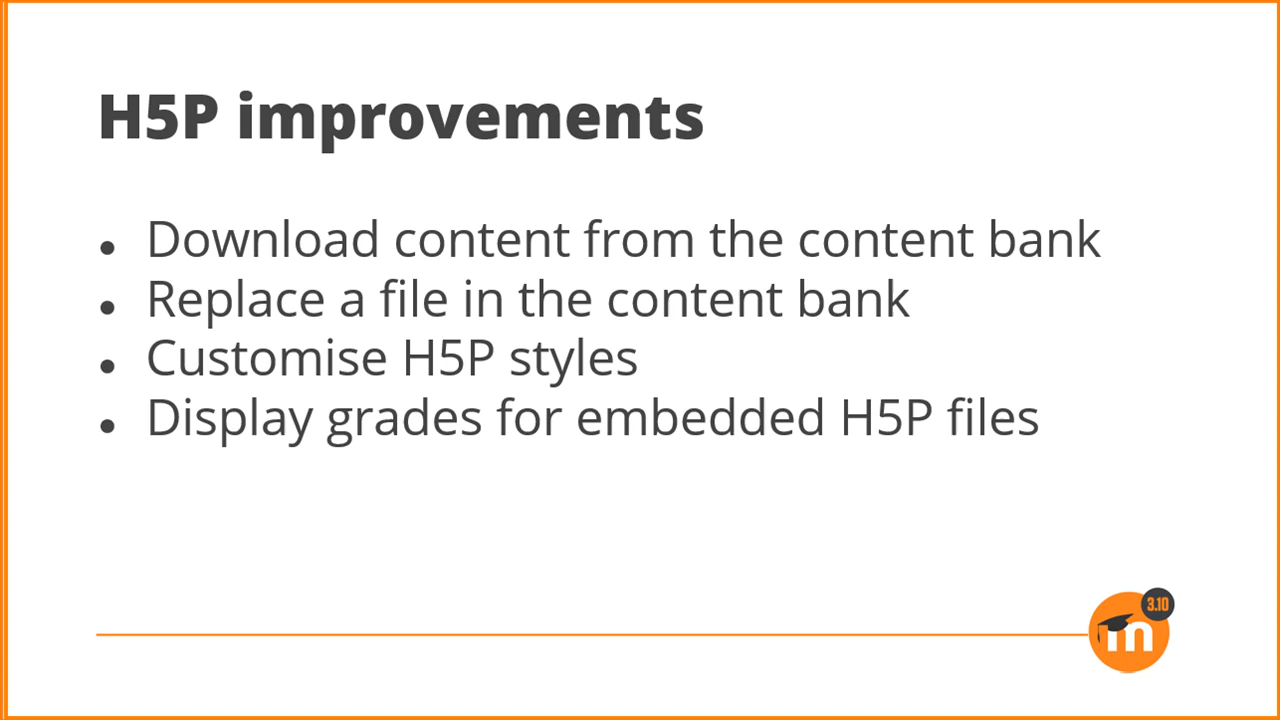 H5P improvements
• Download content from the content bank
• Replace a file in the content bank
• Customise H5P styles
• Display grades for embedded H5P files
3.10
m